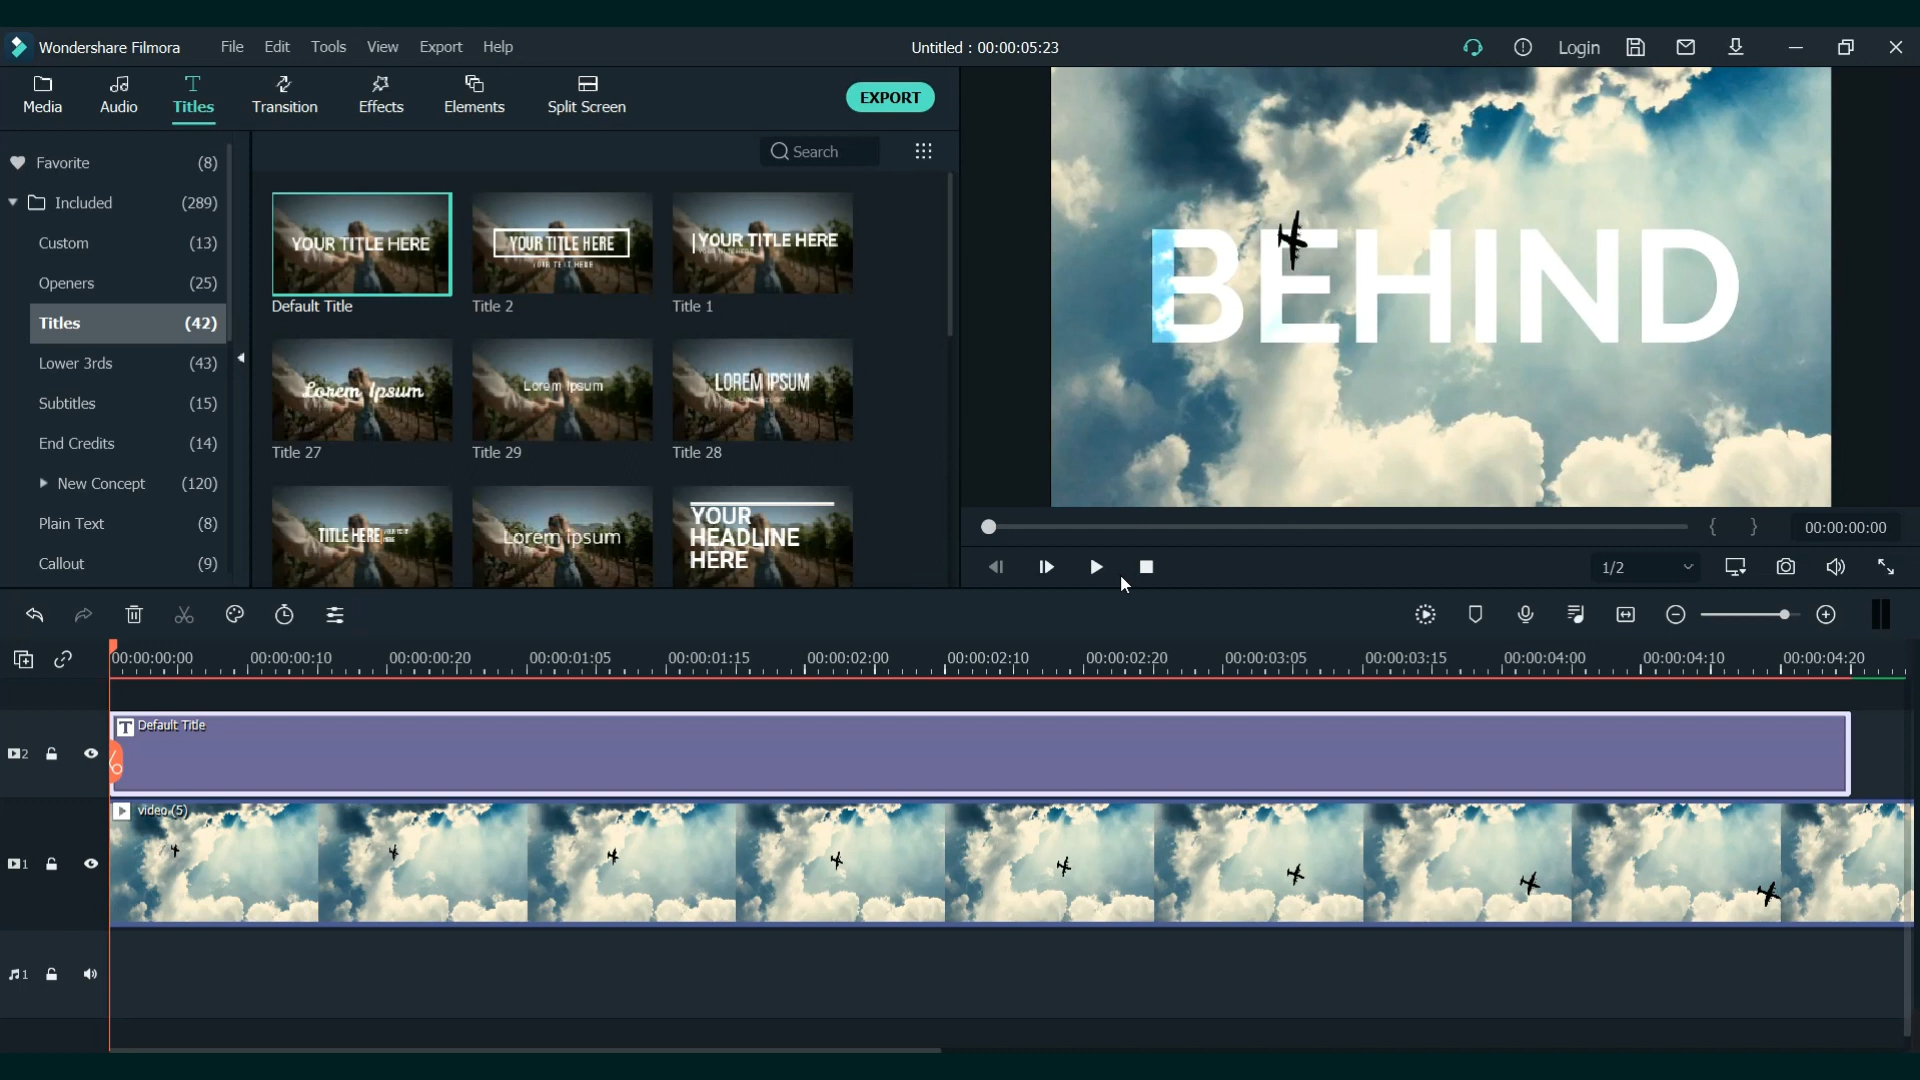 Wondershare Filmora
File Edit Tools View Export Help
Untitled : 00:00:05:23
Login
Media Audio Titles Transition Effects Elements Split Screen
EXPORT
Favorite (8)
Included (289)
Custom (13)
Openers (25)
Titles (42)
Lower 3rds (43)
Subtitles (15)
End Credits (14)
New Concept (120)
Plain Text (8)
Callout (9)
Search
YOUR TITLE HERE
Default Title
YOUR TITLE HERE
YOUR TEXT HERE
Title 2
YOUR TITLE HERE
Title 1
Lorem Ipsum
Title 27
Lorem Ipsum
Title 29
LOREM IPSUM
Title 28
TITLE HERE
Lorem ipsum
YOUR
HEADLINE
HERE
BEHIND
{ } 00:00:00:00
1/2
00:00:00:00 00:00:00:10 00:00:00:20 00:00:01:05 00:00:01:15 00:00:02:00 00:00:02:10 00:00:02:20 00:00:03:05 00:00:03:15 00:00:04:00 00:00:04:10 00:00:04:20
2
T Default Title
1
video (5)
1